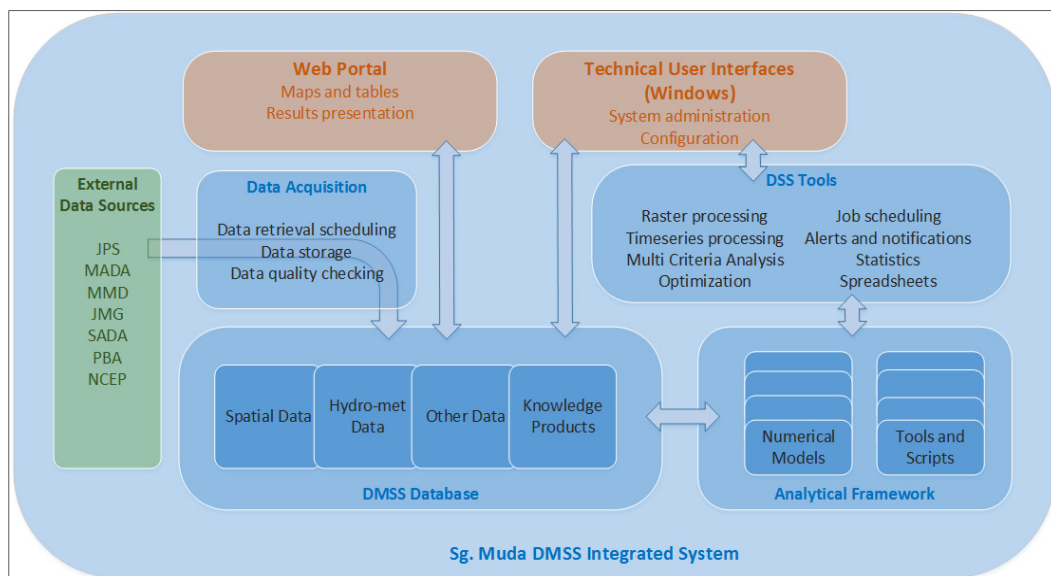 Web Portal
Maps and tables
Results presentation
Technical User Interfaces
(Windows)
System administration
Configuration
External
Data Sources
JPS
MADA
MMD
JMG
SADA
PBA
NCEP
Data Acquisition
Data retrieval scheduling
Data storage
Data quality checking
DSS Tools
Raster processing
Timeseries processing
Multi Criteria Analysis
Optimization
Job scheduling
Alerts and notifications
Statistics
Spreadsheets
Spatial Data
Hydro-met
Data
Other Data
Knowledge
Products
DMSS Database
Numerical
Models
Tools and
Scripts
Analytical Framework
Sg. Muda DMSS Integrated System